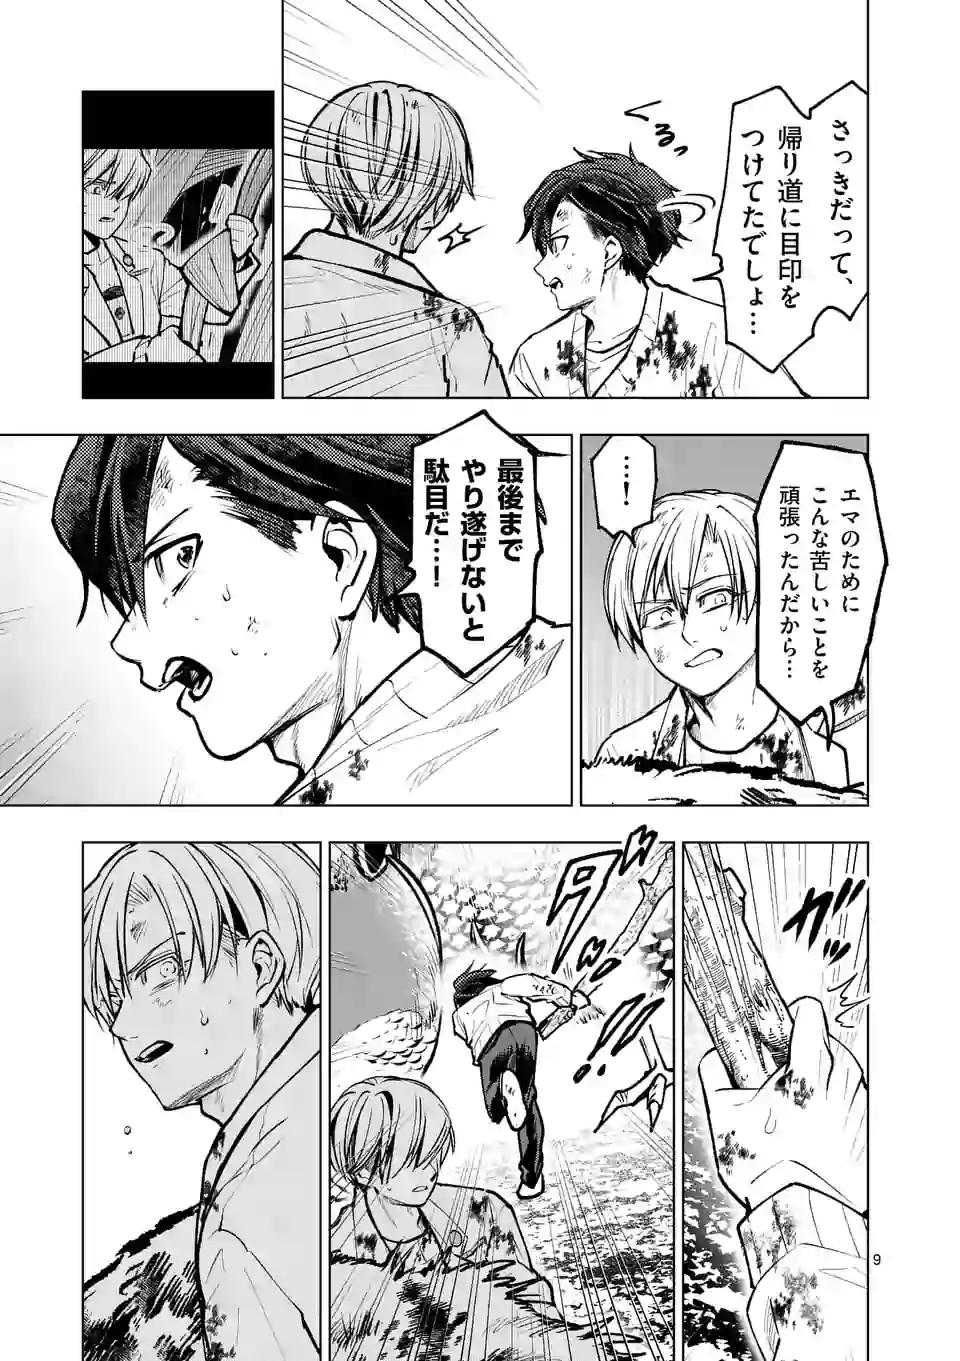 さっきだって、
帰り道に目印を
つけてたでしょ…
くるっ
エマのために
こんな苦しいことを
頑張ったんだから…
…！
最後まで
やり遂げないと
駄目だ…！
ガッ
9